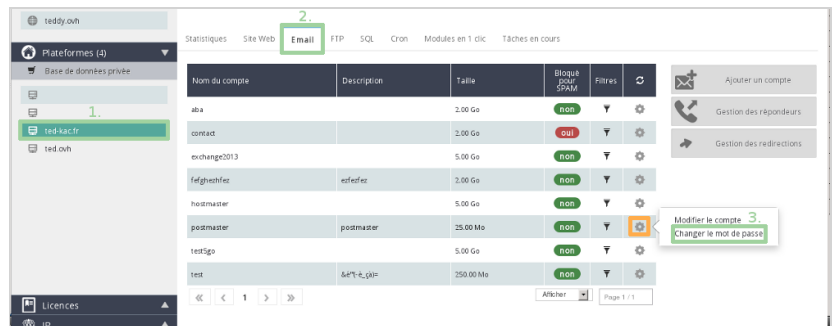 teddy.ovh
Plateformes (4)
Base de données privée
1.
ted-kac.fr
ted.ovh
Licences
IP
2.
Statistiques Site Web Email FTP SQL Cron Modules en 1 clic Tâches en cours
Nom du compte Description Taille Bloqué pour SPAM Filtres
aba 2.00 Go non
contact 2.00 Go oui
exchange2013 5.00 Go non
fefghezhfez ezfezfez 2.00 Go non
hostmaster 5.00 Go non
postmaster postmaster 25.00 Mo non
test5go 5.00 Go non
test &é"(-è_çà)= 250.00 Mo non
« < 1 > » Afficher Page 1 / 1
Ajouter un compte
Gestion des répondeurs
Gestion des redirections
Modifier le compte 3.
Changer le mot de passe